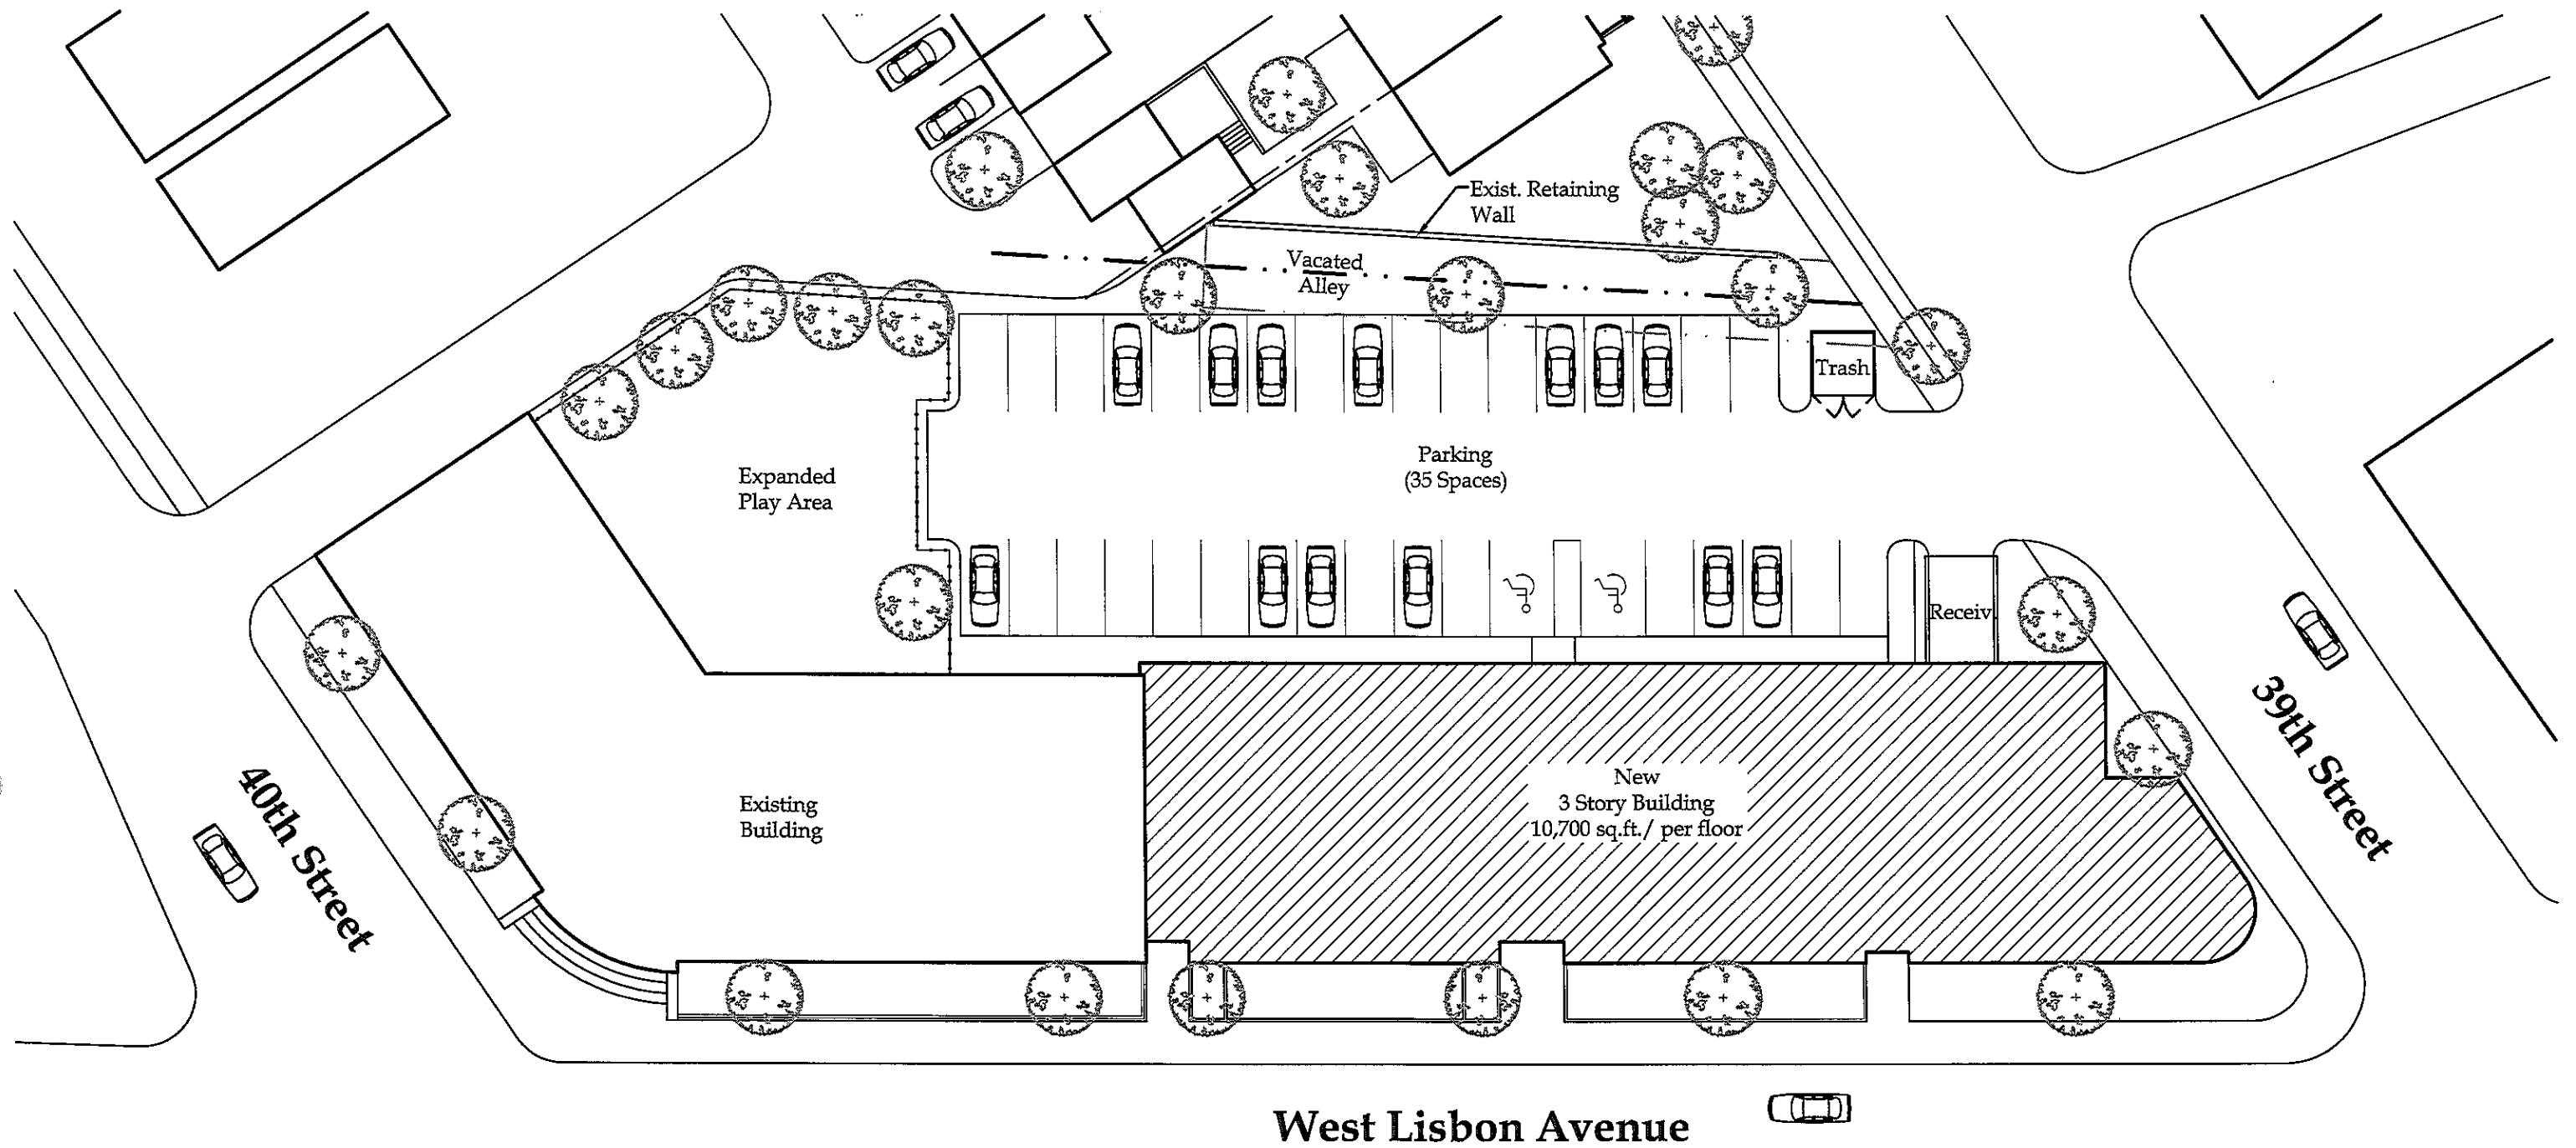 Exist. Retaining
Wall
Vacated
Alley
Trash
Parking
(35 Spaces)
Expanded
Play Area
Receiv.
39th Street
New
3 Story Building
10,700 sq.ft./ per floor
Existing
Building
40th Street
West Lisbon Avenue